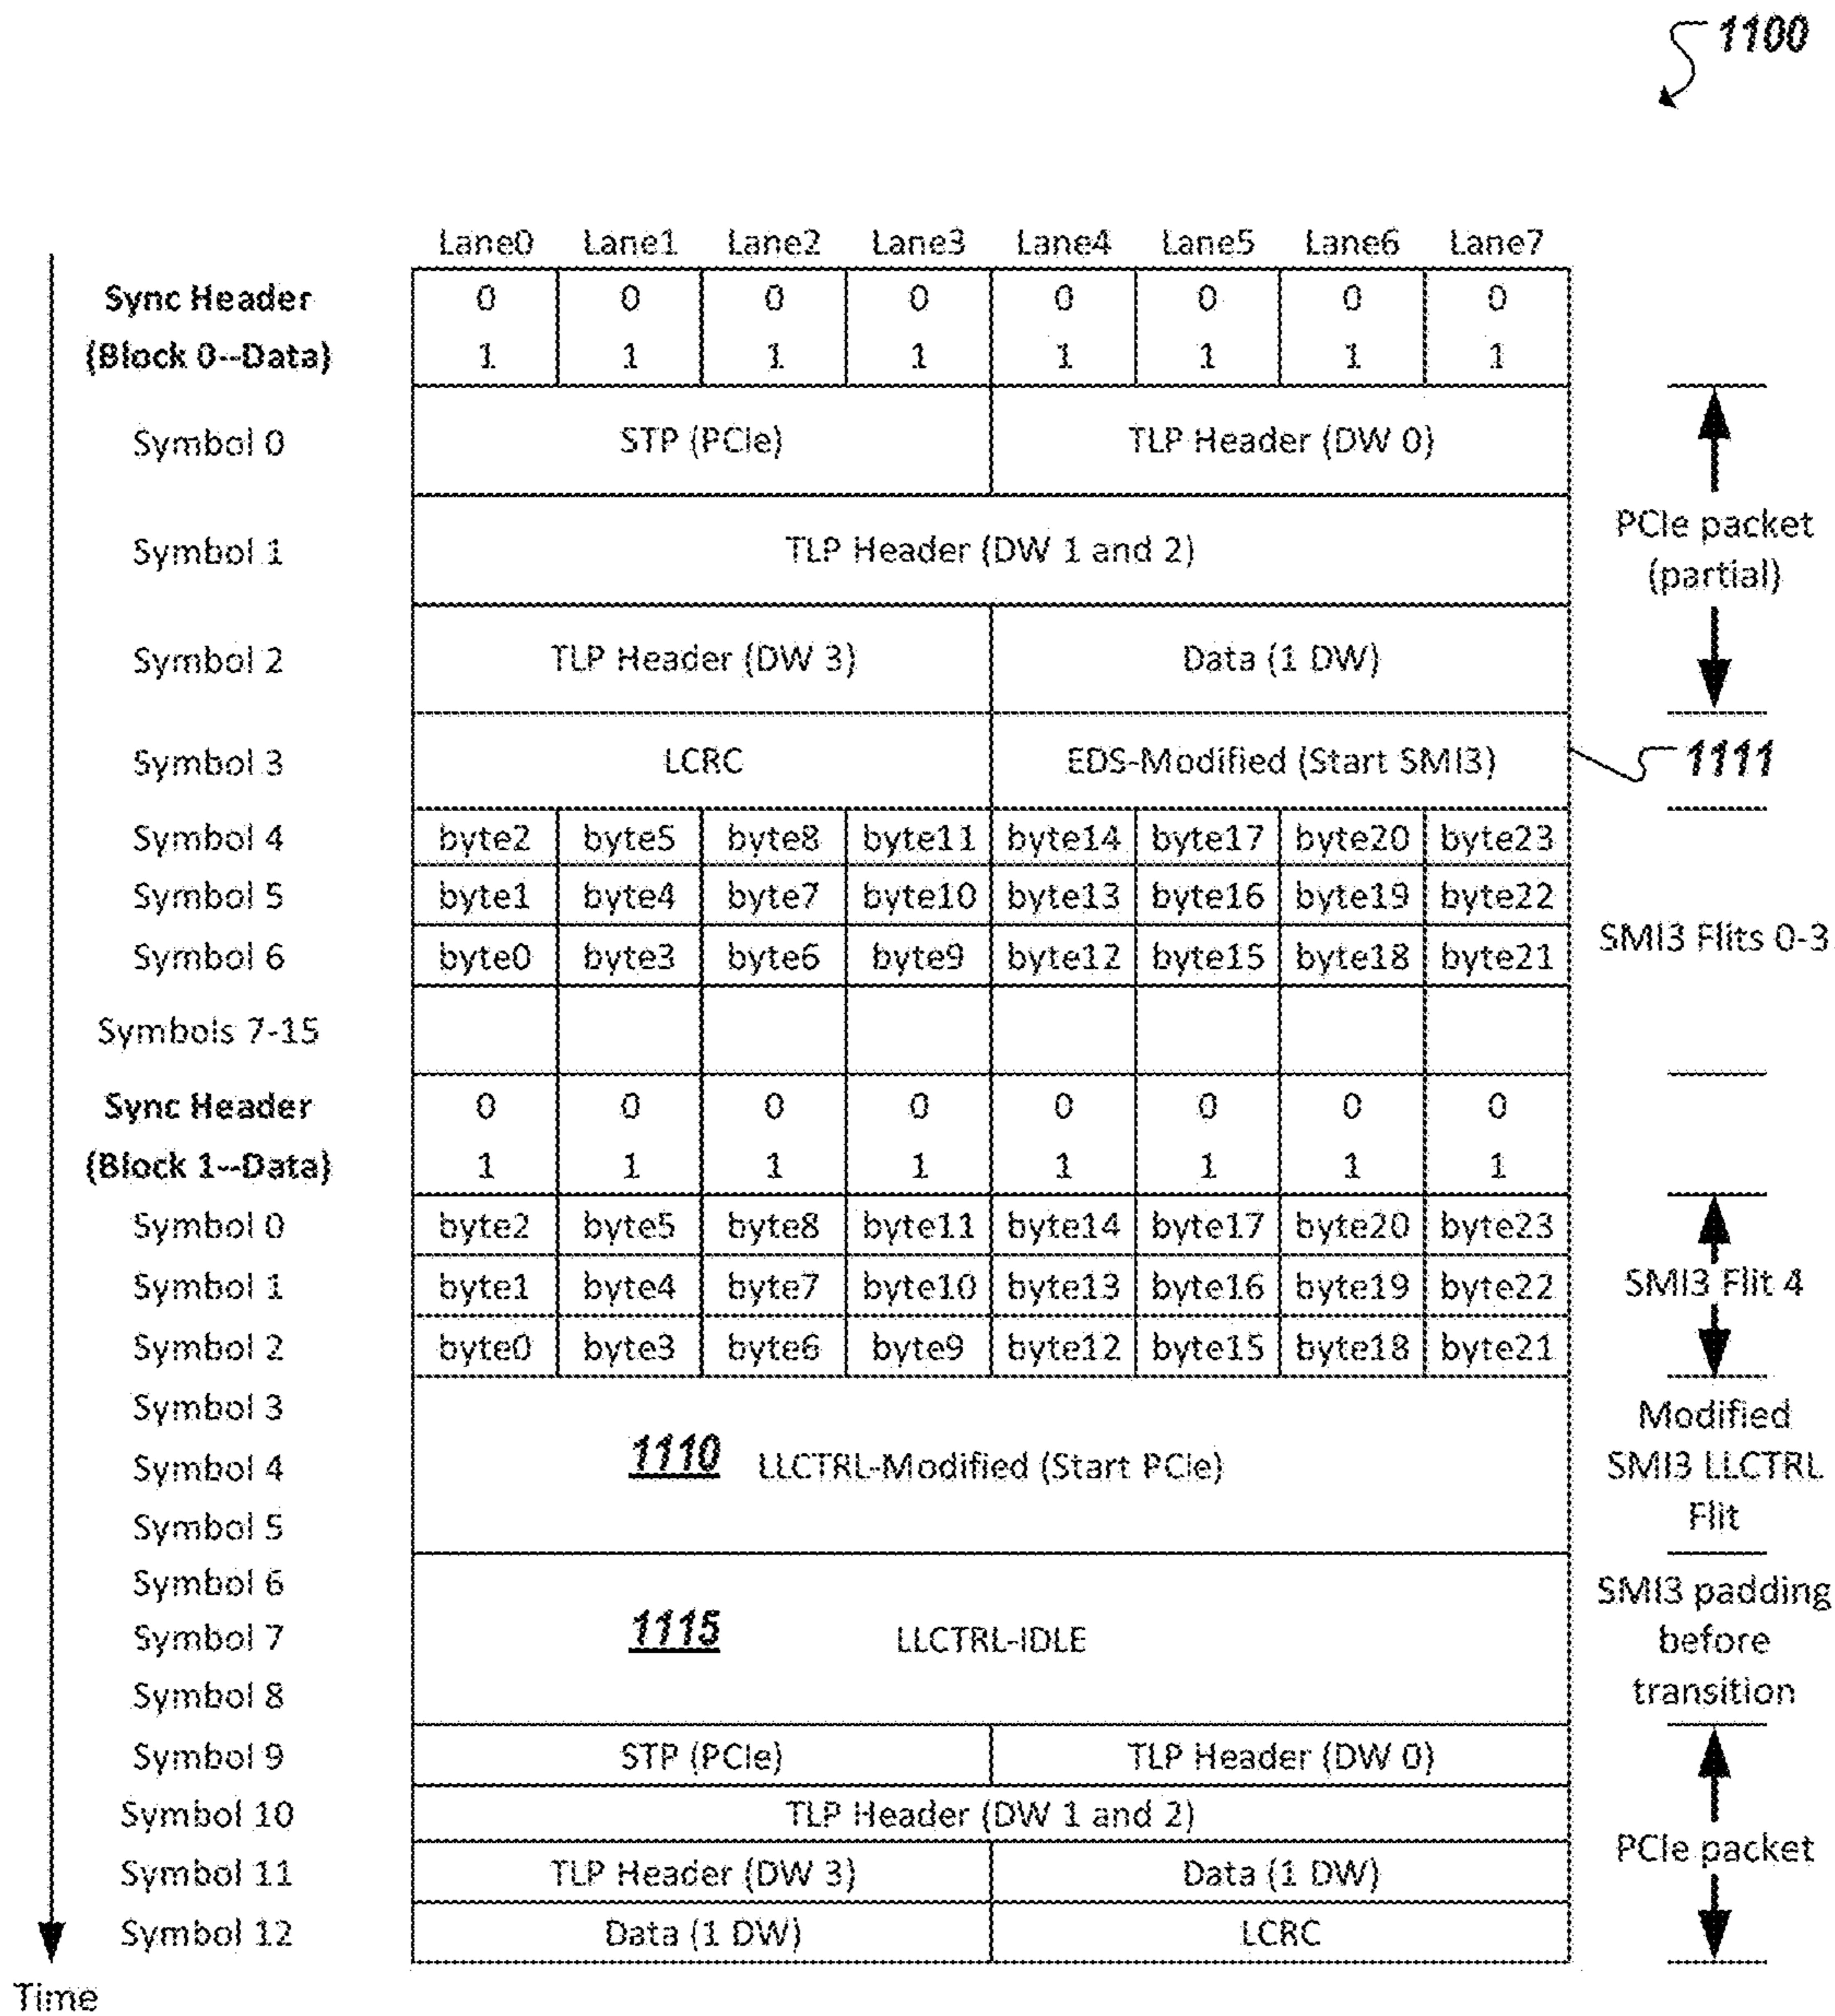 1100
Lane0 Lane1 Lane2 Lane3 Lane4 Lane5 Lane6 Lane7
Sync Header 0 0 0 0 0 0 0 0
(Block 0--Data) 1 1 1 1 1 1 1 1
Symbol 0 STP (PCIe) TLP Header (DW 0)
Symbol 1 TLP Header (DW 1 and 2)
PCIe packet
(partial)
Symbol 2 TLP Header (DW 3) Data (1 DW)
Symbol 3 LCRC EDS-Modified (Start SMI3) 1111
Symbol 4 byte2 byte5 byte8 byte11 byte14 byte17 byte20 byte23
Symbol 5 byte1 byte4 byte7 byte10 byte13 byte16 byte19 byte22
SMI3 Flits 0-3
Symbol 6 byte0 byte3 byte6 byte9 byte12 byte15 byte18 byte21
Symbols 7-15
Sync Header 0 0 0 0 0 0 0 0
(Block 1--Data) 1 1 1 1 1 1 1 1
Symbol 0 byte2 byte5 byte8 byte11 byte14 byte17 byte20 byte23
Symbol 1 byte1 byte4 byte7 byte10 byte13 byte16 byte19 byte22 SMI3 Flit 4
Symbol 2 byte0 byte3 byte6 byte9 byte12 byte15 byte18 byte21
Symbol 3 Modified
Symbol 4 1110 LLCTRL-Modified (Start PCIe) SMI3 LLCTRL
Symbol 5 Flit
Symbol 6 SMI3 padding
Symbol 7 1115 LLCTRL-IDLE before
Symbol 8 transition
Symbol 9 STP (PCIe) TLP Header (DW 0)
Symbol 10 TLP Header (DW 1 and 2)
PCIe packet
Symbol 11 TLP Header (DW 3) Data (1 DW)
Symbol 12 Data (1 DW) LCRC
Time